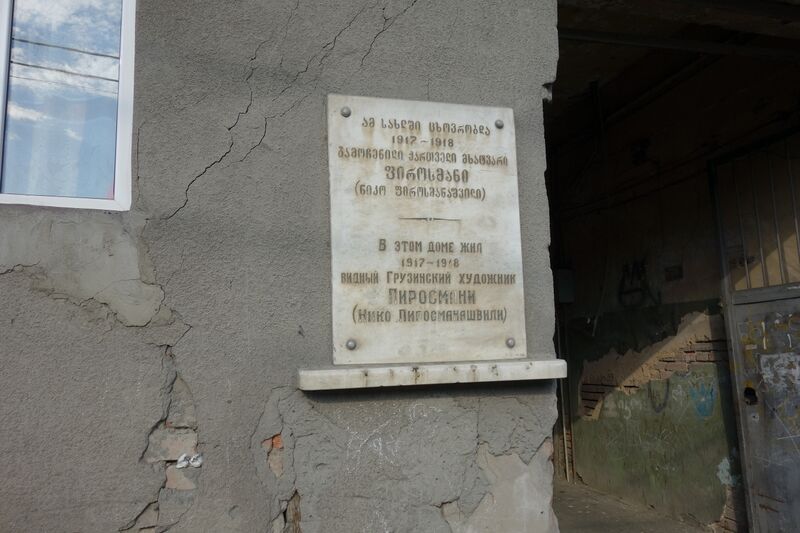 ამ სახლში ცხოვრობდა
1917-1918
გამოჩენილი ქართველი მხატვარი
ფიროსმანი
(ნიკო ფიროსმანაშვილი)
В ЭТОМ ДОМЕ ЖИЛ
1917-1918
ВИДНЫЙ ГРУЗИНСКИЙ ХУДОЖНИК
ПИРОСМАНИ
(НИКО ПИРОСМАНАШВИЛИ)